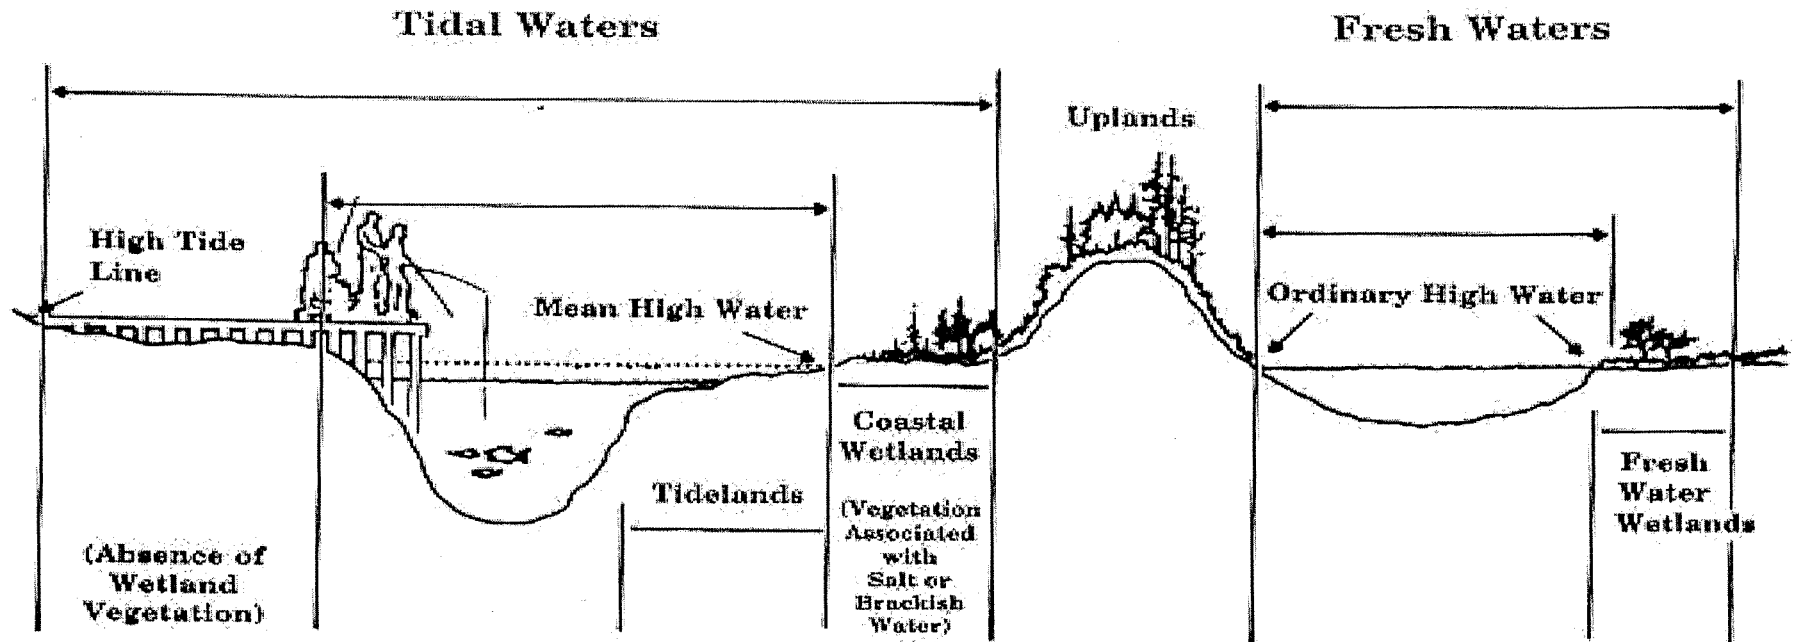 Tidal Waters
Fresh Waters
Uplands
High Tide
Line
Mean High Water
Ordinary High Water
Coastal
Wetlands
Tidelands
(Vegetation
Associated
with
Salt or
Brackish
Water)
Fresh
Water
Wetlands
(Absence of
Wetland
Vegetation)